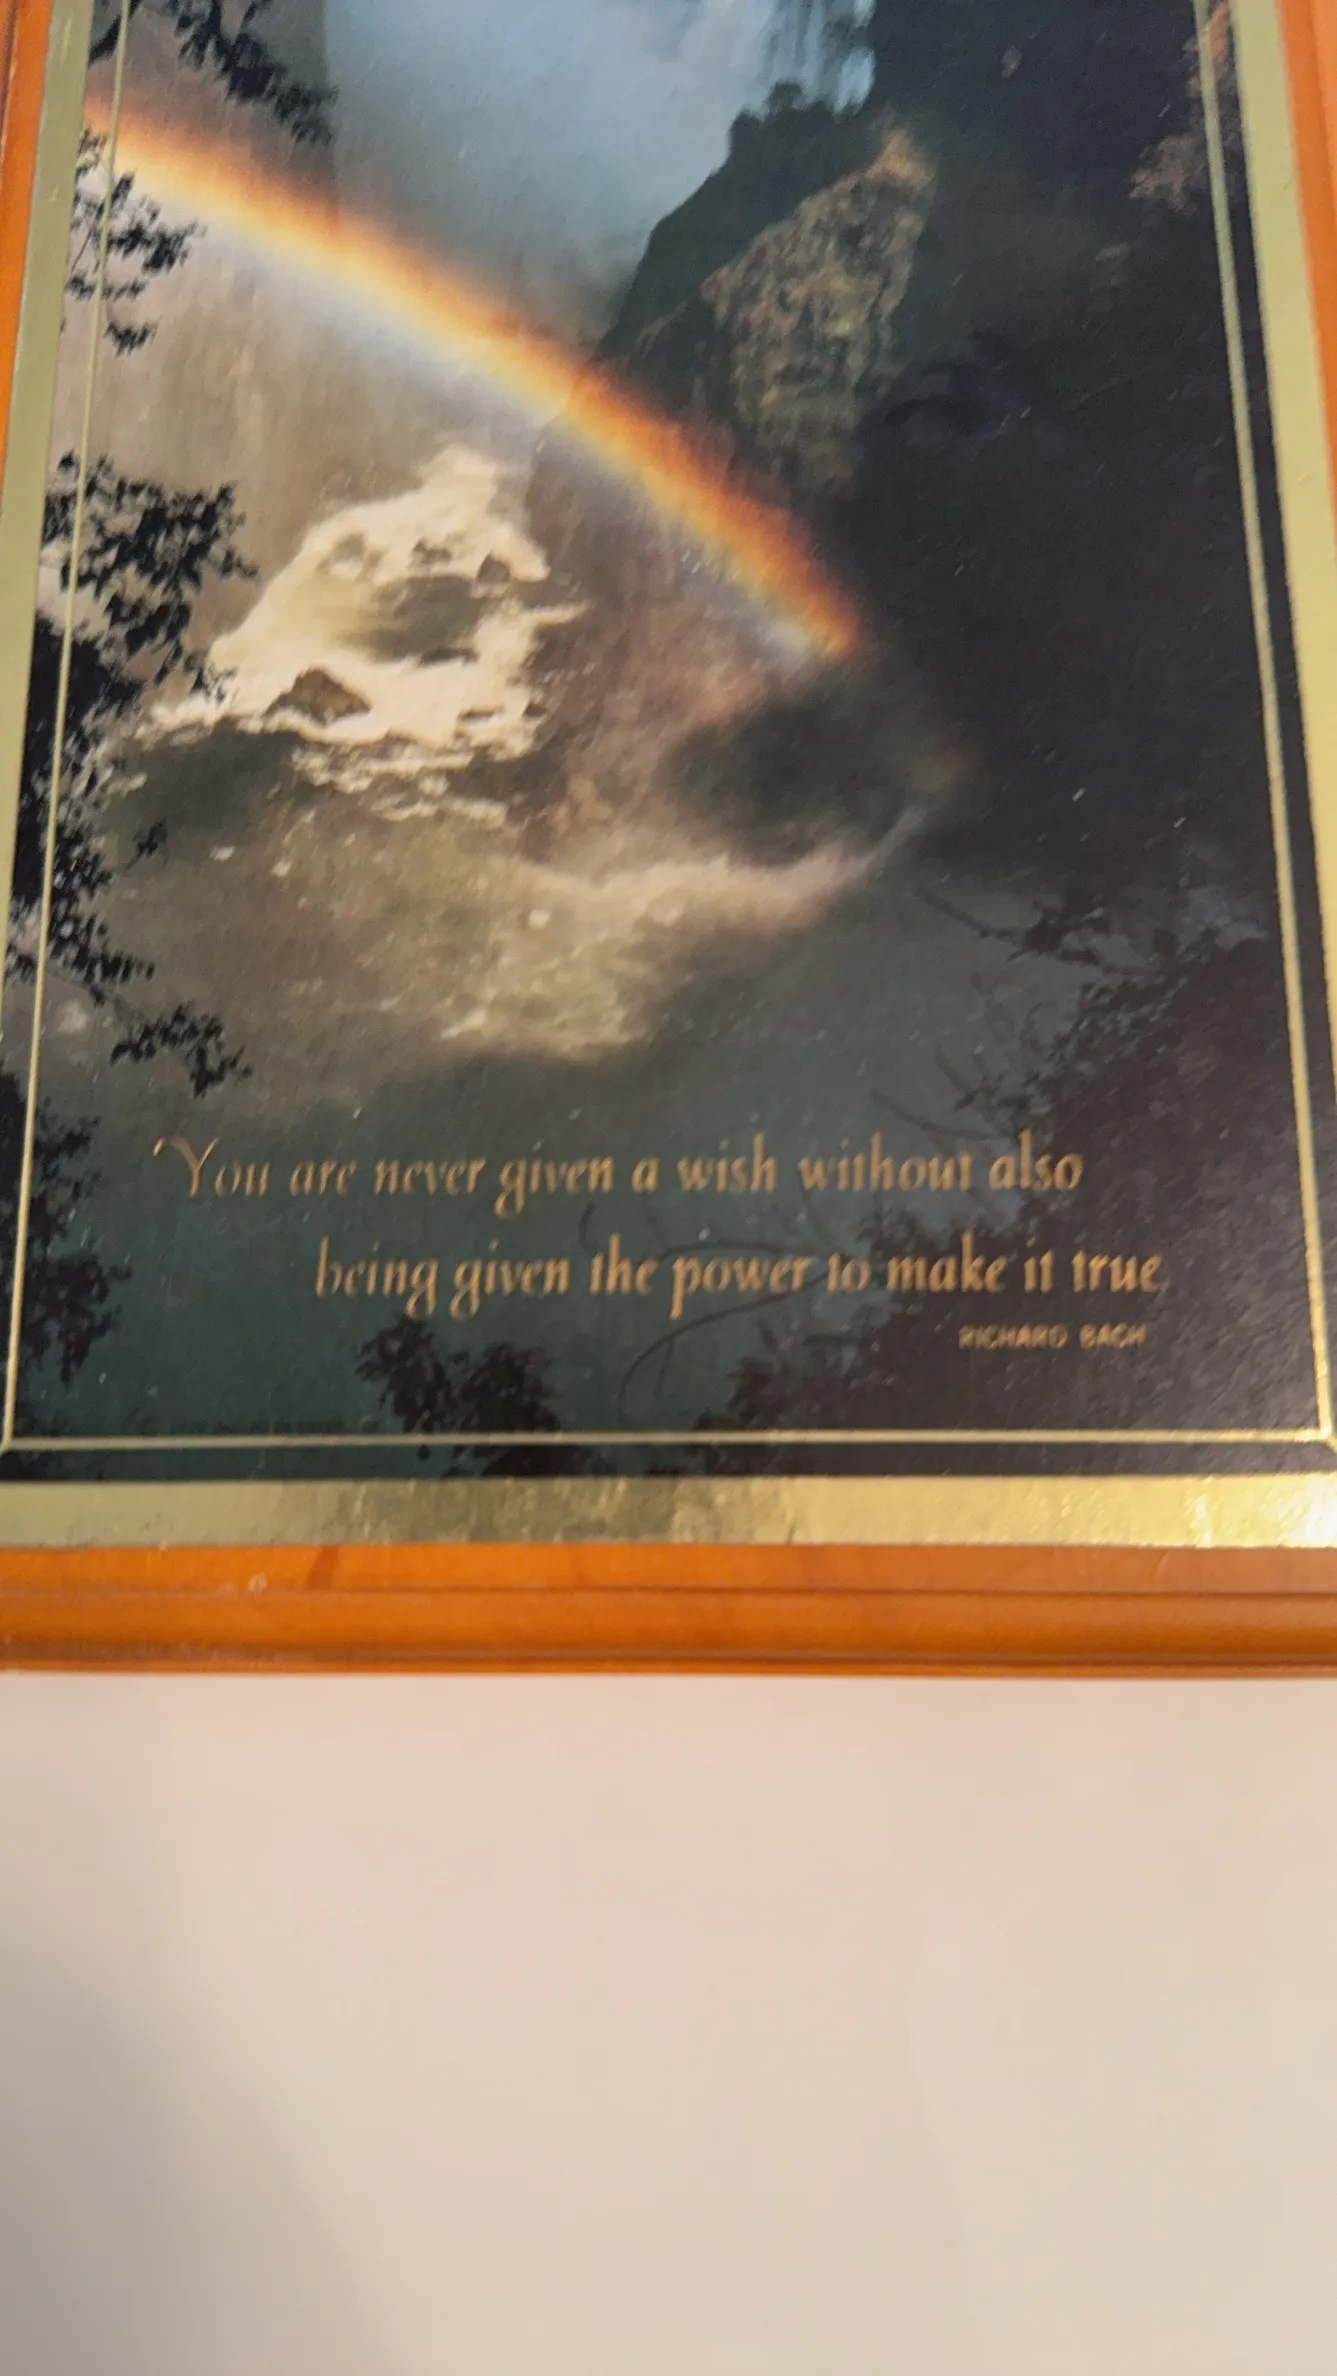 "You are never given a wish without also
being given the power to make it true.
RICHARD BACH